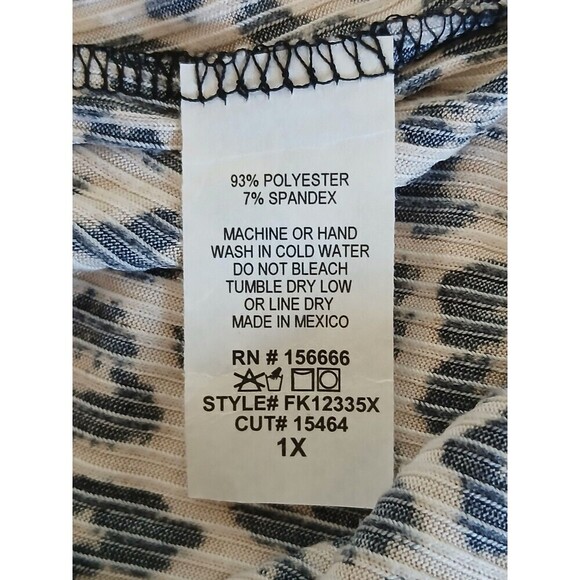 93% POLYESTER
7% SPANDEX
MACHINE OR HAND
WASH IN COLD WATER
DO NOT BLEACH
TUMBLE DRY LOW
OR LINE DRY
MADE IN MEXICO
RN # 156666
STYLE# FK12335X
CUT# 15464
1X